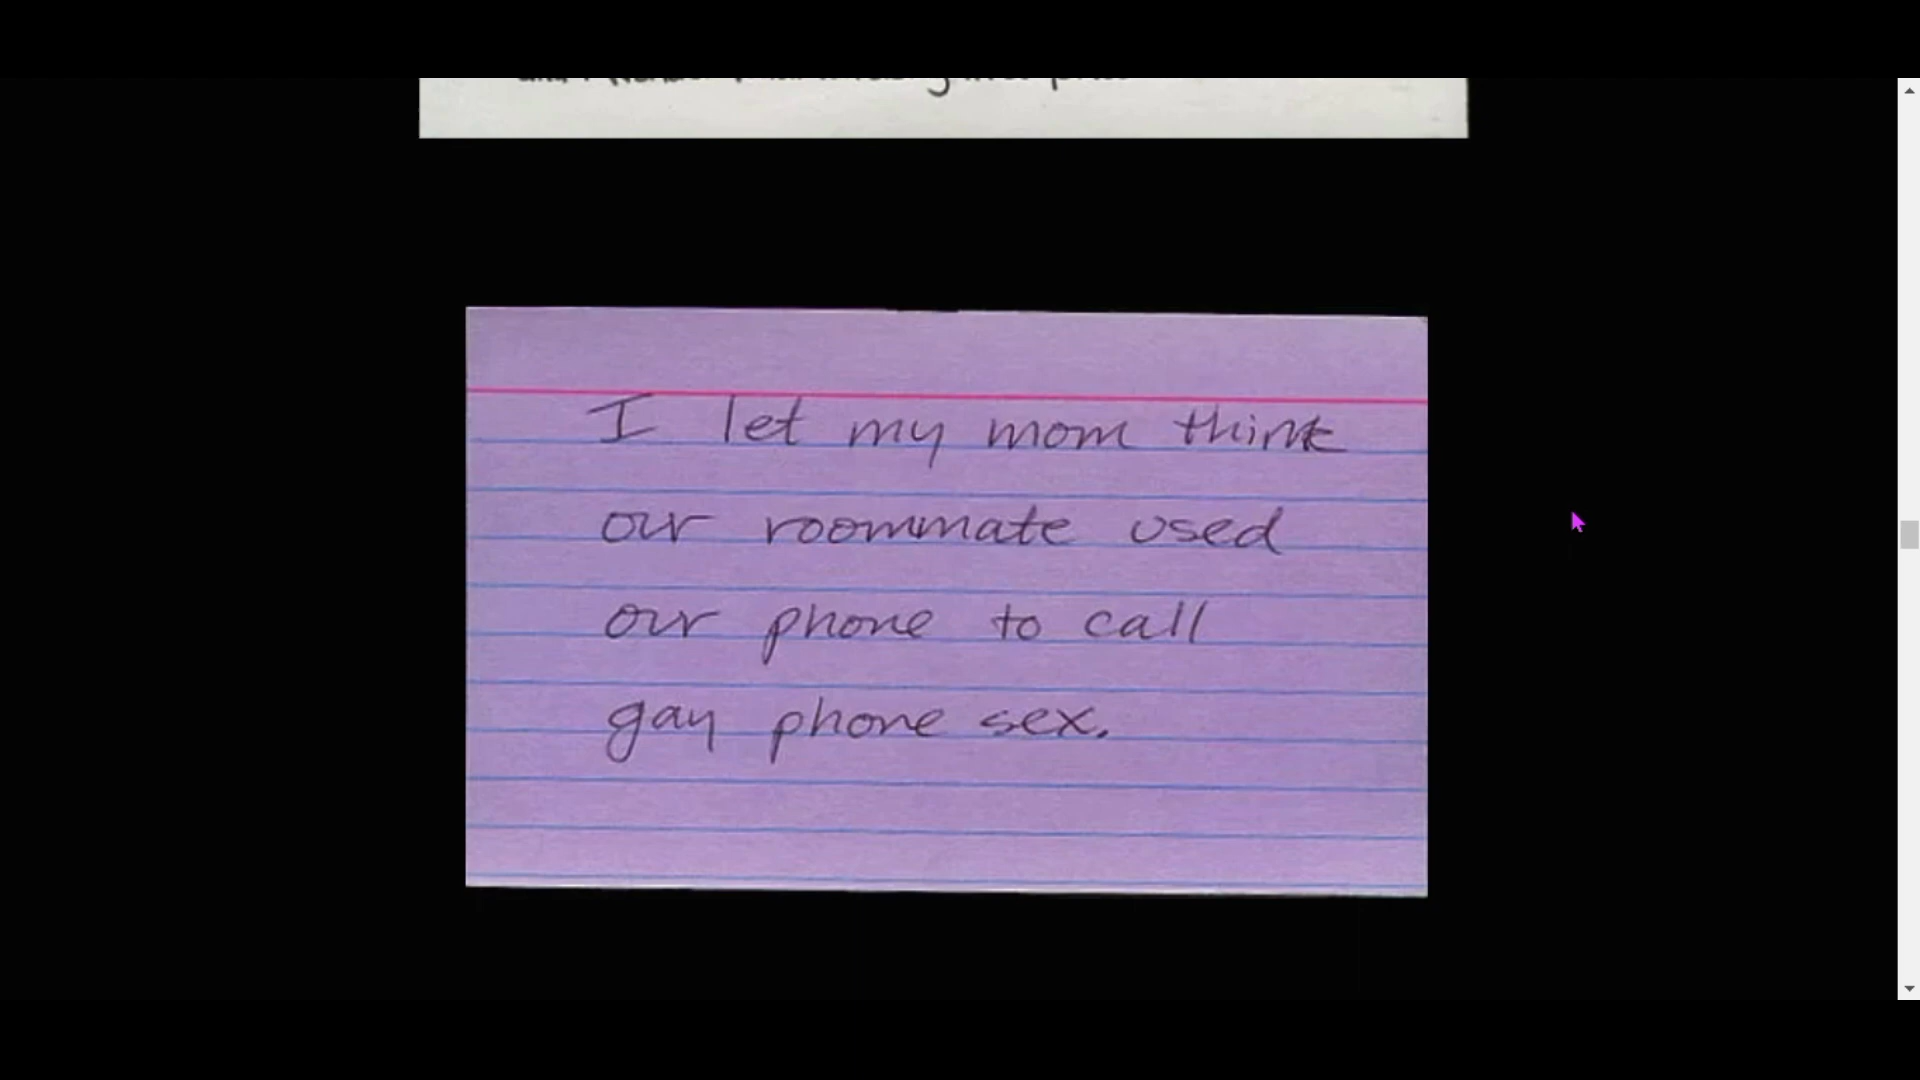 I let my mom think
our roommate used
our phone to call
gay phone sex.